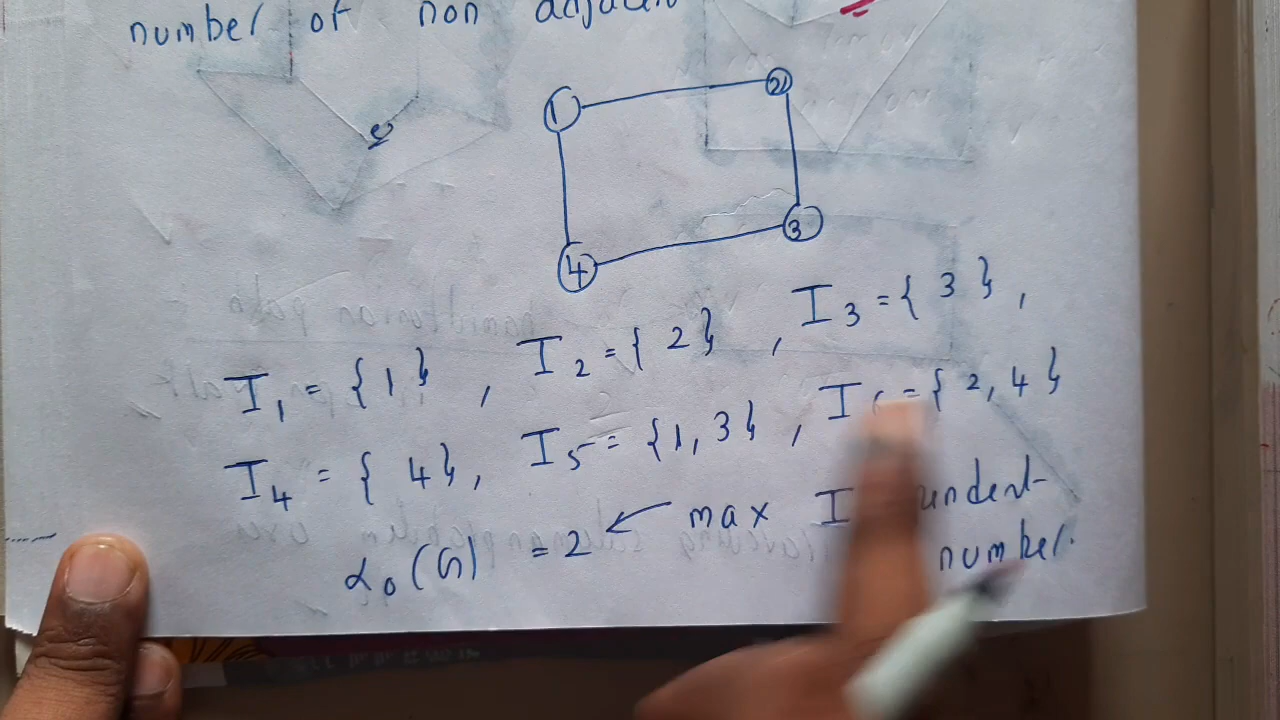 number of non
1 2
4 3
I1 = {1} , I2 = {2} , I3 = {3} ,
I4 = {4} , I5 = {1, 3} , I = {2, 4}
α0(G) = 2 ← max
number.